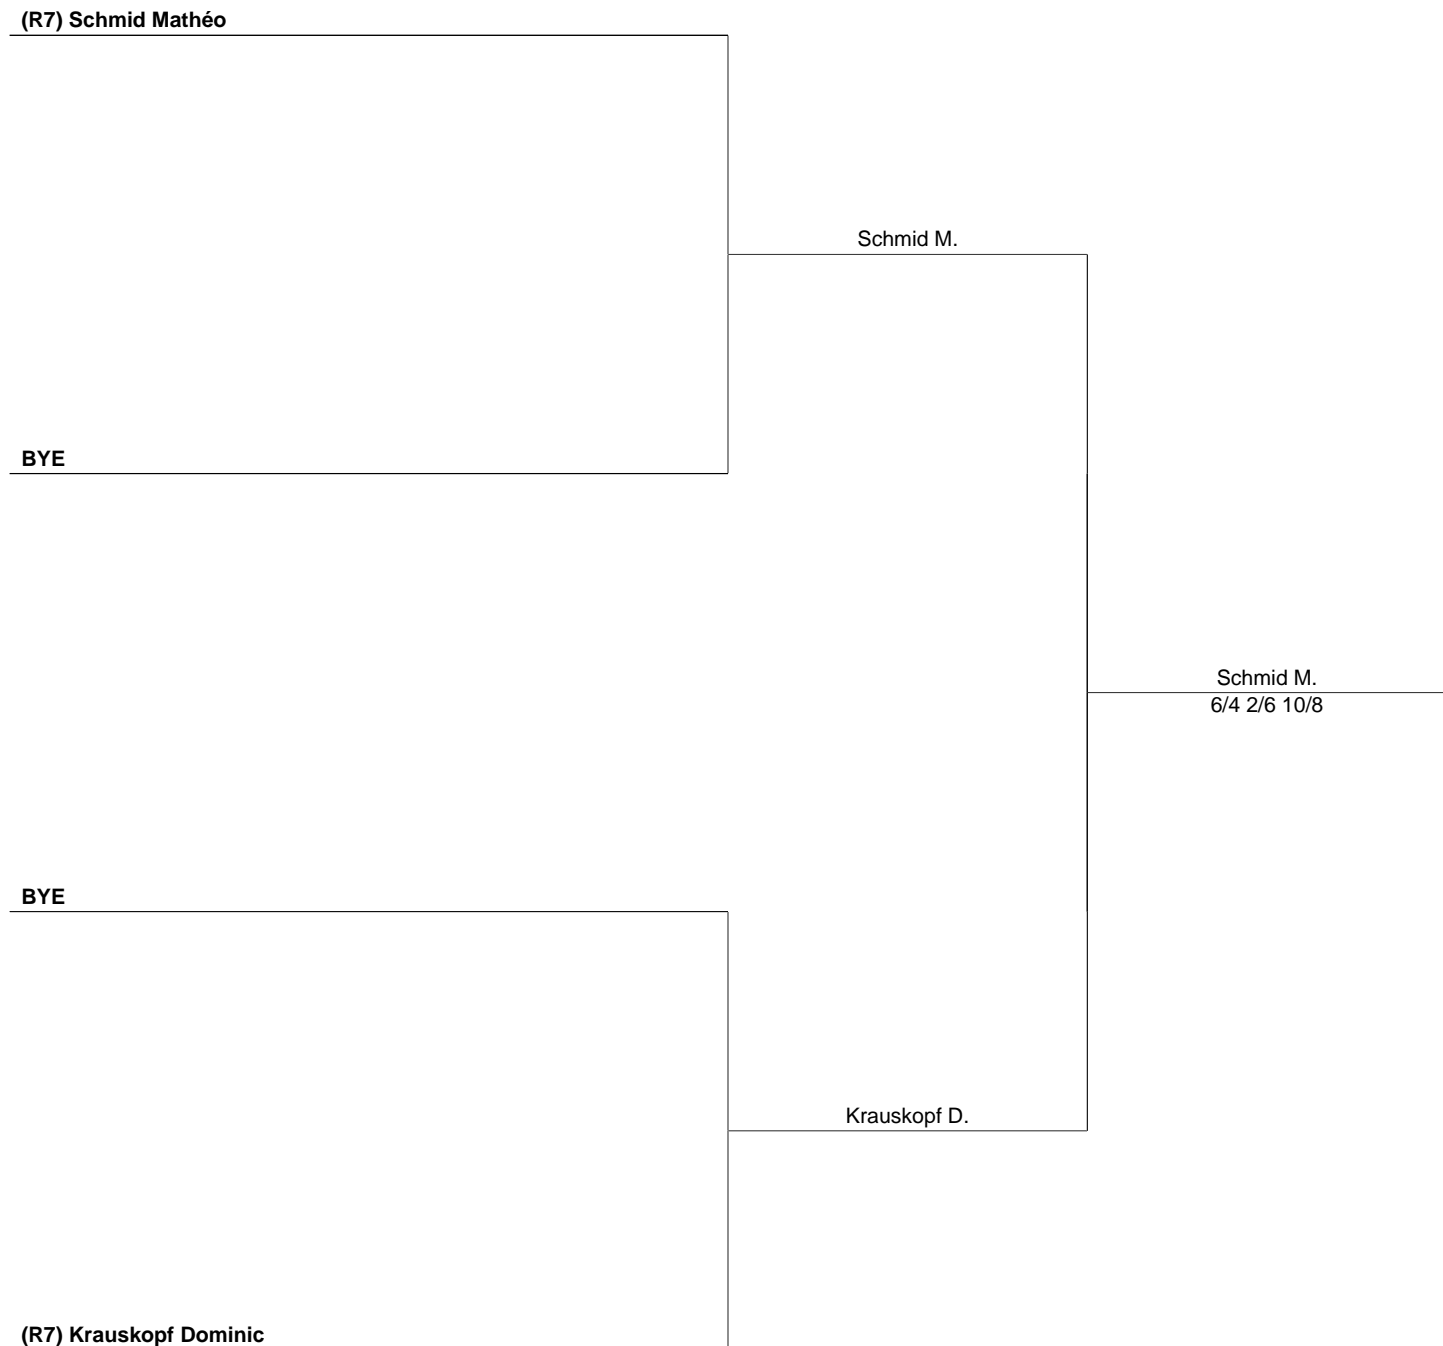 (R7) Schmid Mathéo
Schmid M.
BYE
Schmid M.
6/4 2/6 10/8
BYE
Krauskopf D.
(R7) Krauskopf Dominic